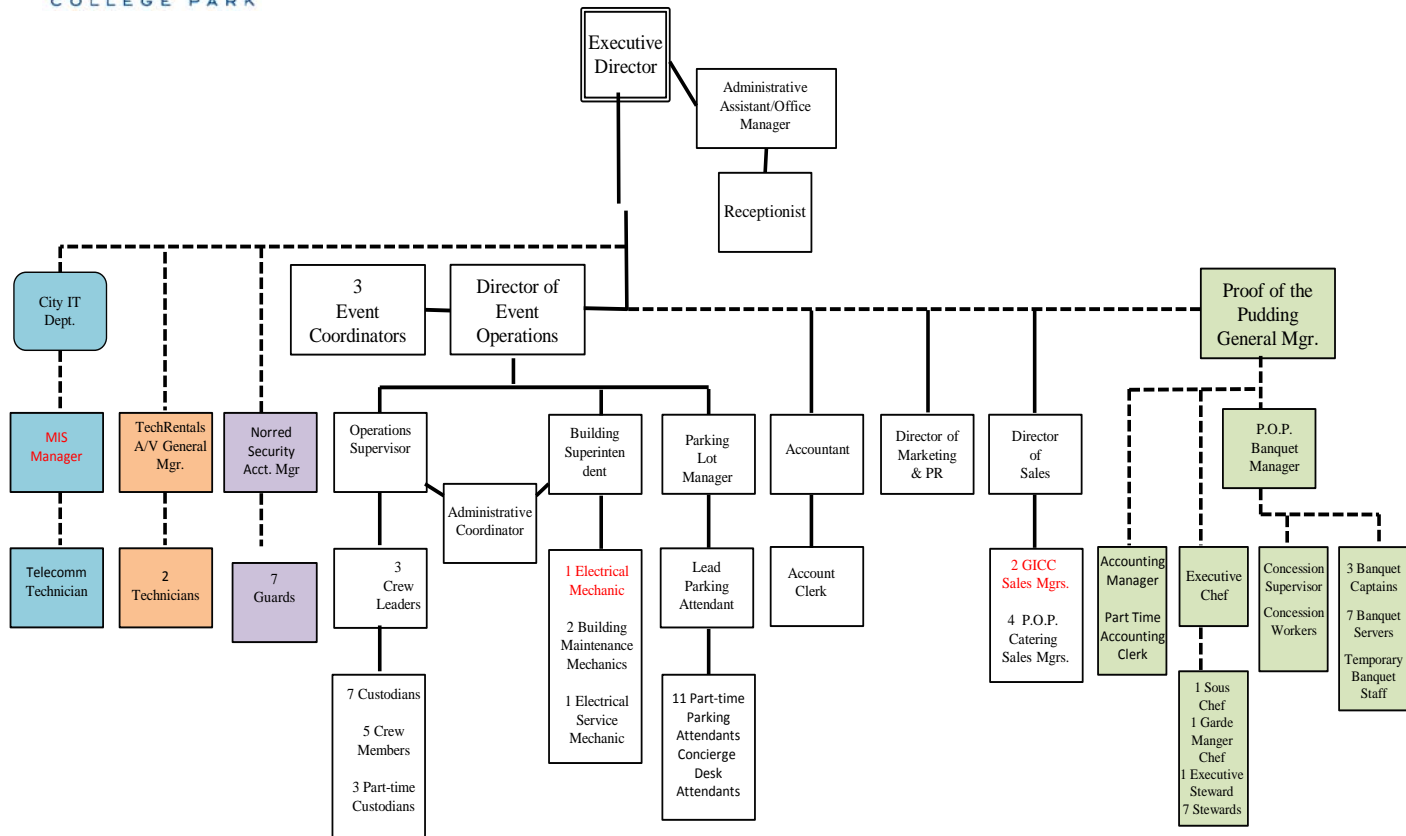 COLLEGE PARK
Executive
Director
Administrative
Assistant/Office
Manager
Receptionist
City IT
Dept.
3
Event
Coordinators
Director of
Event
Operations
Proof of the
Pudding
General Mgr.
MIS
Manager
TechRentals
A/V General
Mgr.
Norred
Security
Acct. Mgr
Operations
Supervisor
Administrative
Coordinator
Building
Superinten
dent
Parking
Lot
Manager
Accountant
Director of
Marketing
& PR
Director
of
Sales
P.O.P.
Banquet
Manager
Telecomm
Technician
2
Technicians
7
Guards
3
Crew
Leaders
1 Electrical
Mechanic
2 Building
Maintenance
Mechanics
1 Electrical
Service
Mechanic
Lead
Parking
Attendant
Account
Clerk
2 GICC
Sales Mgrs.
4 P.O.P.
Catering
Sales Mgrs.
Accounting
Manager
Part Time
Accounting
Clerk
Executive
Chef
Concession
Supervisor
Concession
Workers
3 Banquet
Captains
7 Banquet
Servers
Temporary
Banquet
Staff
7 Custodians
5 Crew
Members
3 Part-time
Custodians
11 Part-time
Parking
Attendants
Concierge
Desk
Attendants
1 Sous
Chef
1 Garde
Manger
Chef
1 Executive
Steward
7 Stewards